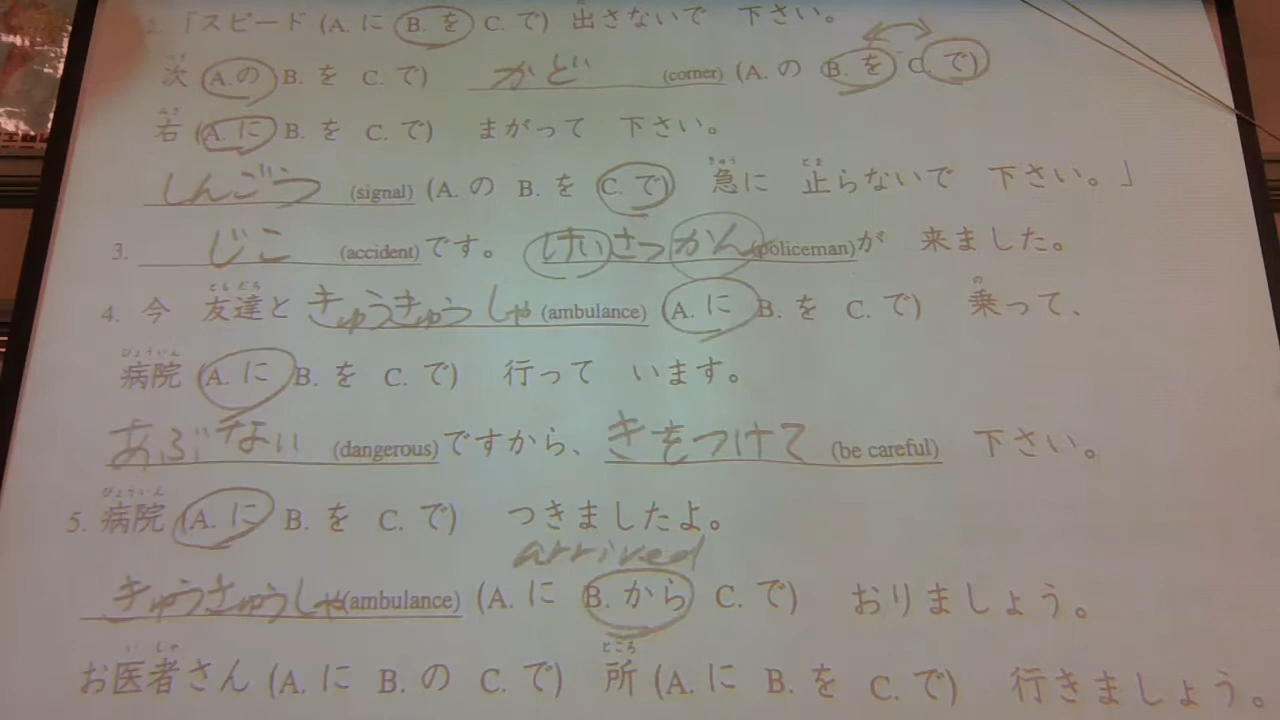 2. 「スピード (A. に B. を C. で) 出さないで 下さい。
次 (A. の B. を C. で) かど (corner) (A. の B. を C. で)
右 (A. に B. を C. で) まがって 下さい。
しんごう (signal) (A. の B. を C. で) 急に 止らないで 下さい。」
3. じこ (accident) です。 けいさつかん (policeman) が 来ました。
4. 今 友達と きゅうきゅうしゃ (ambulance) (A. に B. を C. で) 乗って、
病院 (A. に B. を C. で) 行って います。
あぶない (dangerous) ですから、 きをつけて (be careful) 下さい。
5. 病院 (A. に B. を C. で) つきましたよ。
arrived
きゅうきゅうしゃ (ambulance) (A. に B. から C. で) おりましょう。
お医者さん (A. に B. の C. で) 所 (A. に B. を C. で) 行きましょう。